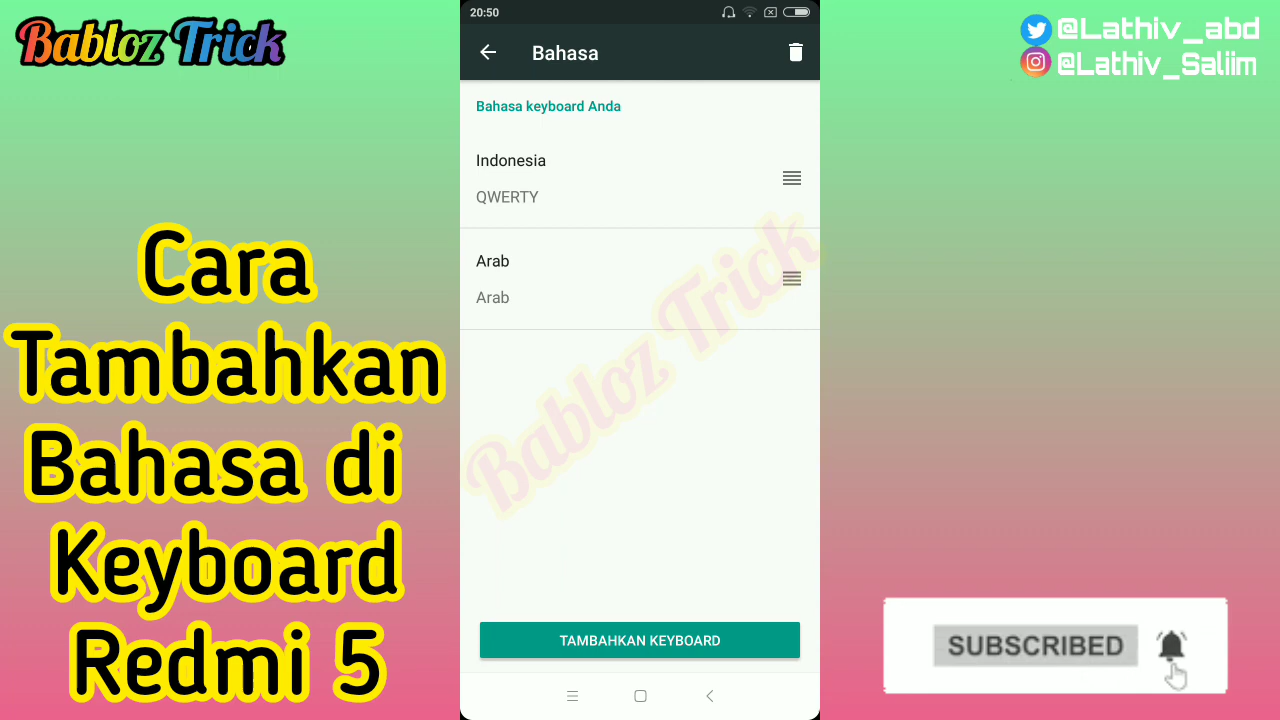 Babloz Trick
@Lathiv_abd
@Lathiv_Saliim
20:50
Bahasa
Bahasa keyboard Anda
Indonesia
QWERTY
Arab
Arab
Babloz Trick
TAMBAHKAN KEYBOARD
Cara
Tambahkan
Bahasa di
Keyboard
Redmi 5
SUBSCRIBED